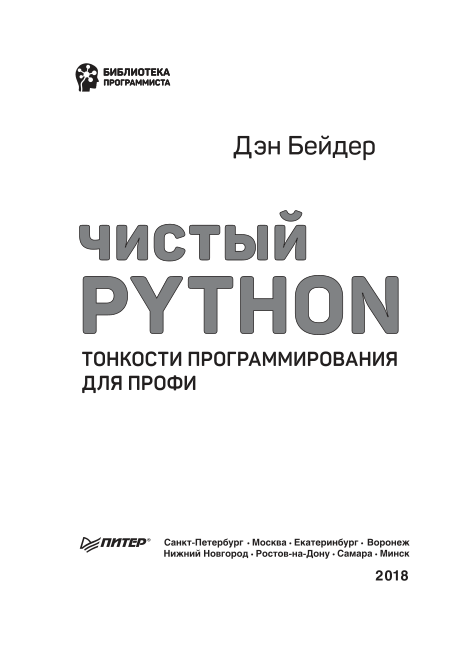 БИБЛИОТЕКА
ПРОГРАММИСТА
Дэн Бейдер
ЧИСТЫЙ
PYTHON
ТОНКОСТИ ПРОГРАММИРОВАНИЯ
ДЛЯ ПРОФИ
ПИТЕР®
Санкт-Петербург · Москва · Екатеринбург · Воронеж
Нижний Новгород · Ростов-на-Дону · Самара · Минск
2018